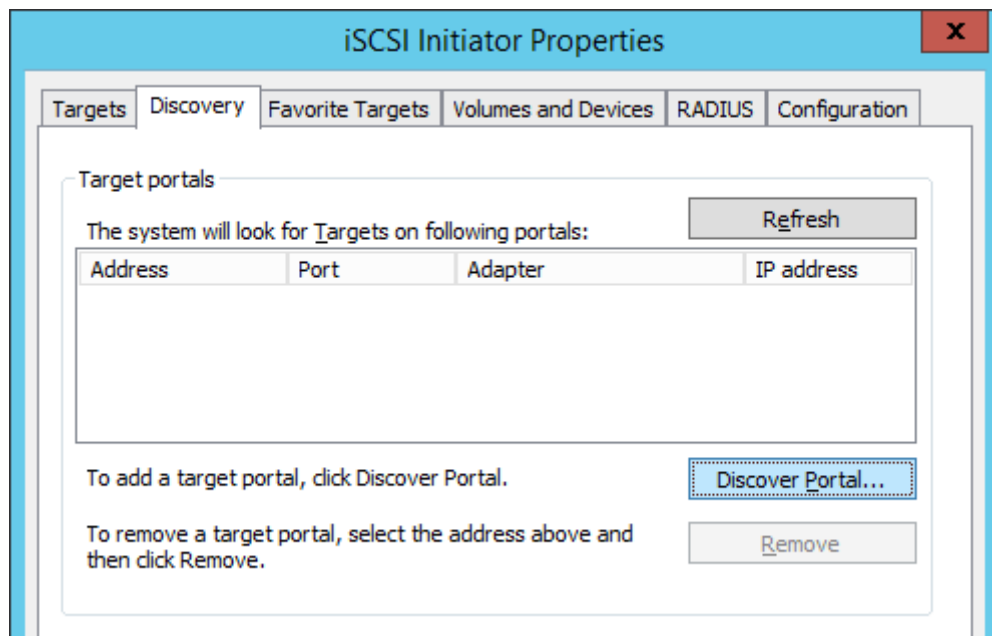 iSCSI Initiator Properties
x
Targets Discovery Favorite Targets Volumes and Devices RADIUS Configuration
Target portals
The system will look for Targets on following portals:
Refresh
Address Port Adapter IP address
To add a target portal, click Discover Portal.
Discover Portal...
To remove a target portal, select the address above and
then click Remove.
Remove